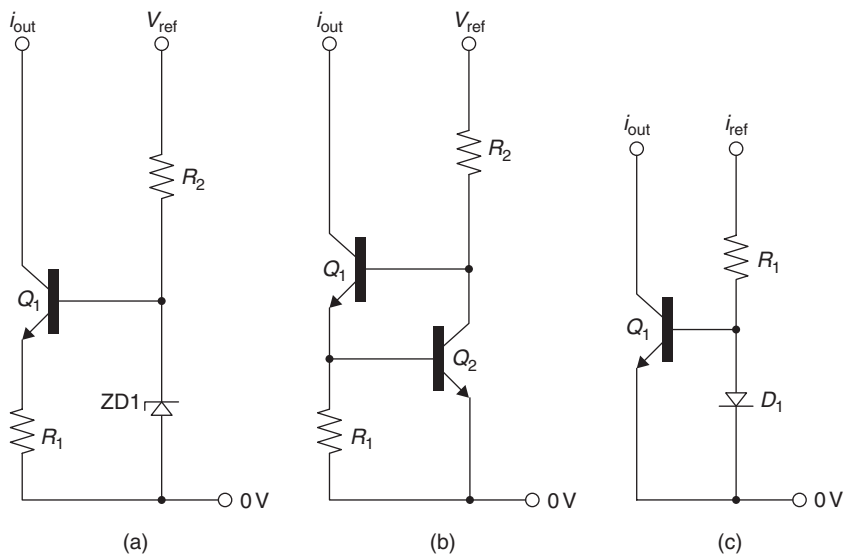 i_out V_ref
R_2
Q_1
ZD1
R_1
0 V
(a)
i_out V_ref
R_2
Q_1
Q_2
R_1
0 V
(b)
i_out i_ref
R_1
Q_1
D_1
0 V
(c)